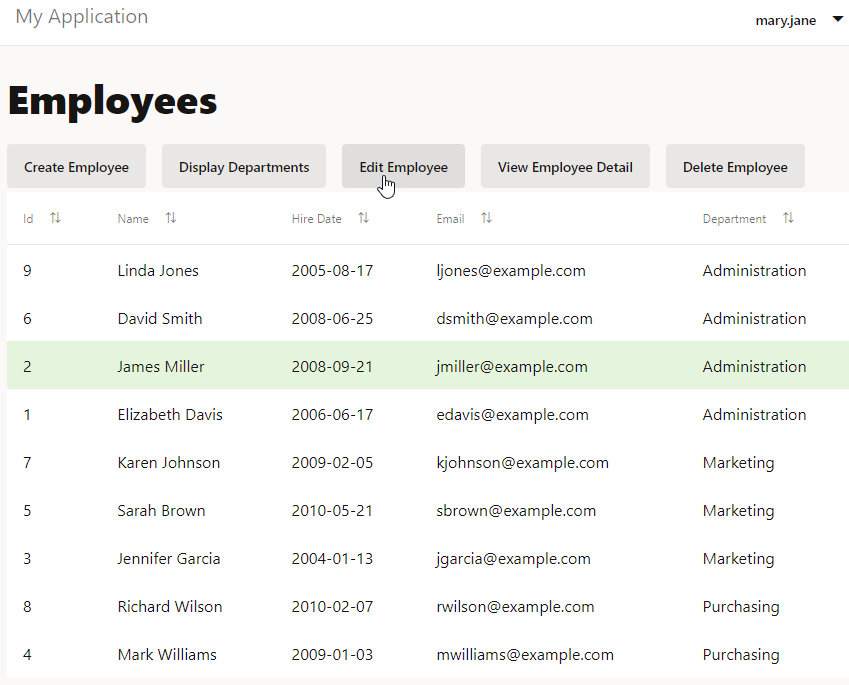 My Application
mary.jane
Employees
Create Employee Display Departments Edit Employee View Employee Detail Delete Employee
Id Name Hire Date Email Department
9 Linda Jones 2005-08-17 ljones@example.com Administration
6 David Smith 2008-06-25 dsmith@example.com Administration
2 James Miller 2008-09-21 jmiller@example.com Administration
1 Elizabeth Davis 2006-06-17 edavis@example.com Administration
7 Karen Johnson 2009-02-05 kjohnson@example.com Marketing
5 Sarah Brown 2010-05-21 sbrown@example.com Marketing
3 Jennifer Garcia 2004-01-13 jgarcia@example.com Marketing
8 Richard Wilson 2010-02-07 rwilson@example.com Purchasing
4 Mark Williams 2009-01-03 mwilliams@example.com Purchasing